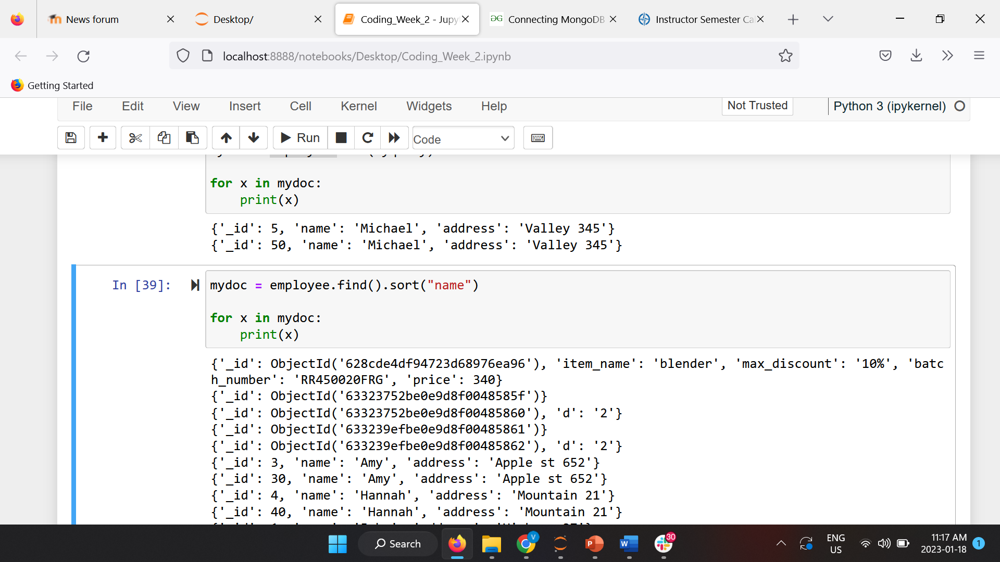 News forum
Desktop/
Coding_Week_2 - Jupy
Connecting MongoDB
Instructor Semester Cal
localhost:8888/notebooks/Desktop/Coding_Week_2.ipynb
Getting Started
File Edit View Insert Cell Kernel Widgets Help
Not Trusted
Python 3 (ipykernel)
Run
Code
for x in mydoc:
    print(x)
{'_id': 5, 'name': 'Michael', 'address': 'Valley 345'}
{'_id': 50, 'name': 'Michael', 'address': 'Valley 345'}
In [39]:
mydoc = employee.find().sort("name")
for x in mydoc:
    print(x)
{'_id': ObjectId('628cde4df94723d68976ea96'), 'item_name': 'blender', 'max_discount': '10%', 'batc
h_number': 'RR450020FRG', 'price': 340}
{'_id': ObjectId('63323752be0e9d8f0048585f')}
{'_id': ObjectId('63323752be0e9d8f00485860'), 'd': '2'}
{'_id': ObjectId('633239efbe0e9d8f00485861')}
{'_id': ObjectId('633239efbe0e9d8f00485862'), 'd': '2'}
{'_id': 3, 'name': 'Amy', 'address': 'Apple st 652'}
{'_id': 30, 'name': 'Amy', 'address': 'Apple st 652'}
{'_id': 4, 'name': 'Hannah', 'address': 'Mountain 21'}
{'_id': 40, 'name': 'Hannah', 'address': 'Mountain 21'}
Search
V
P
W
30
ENG
US
11:17 AM
2023-01-18
1